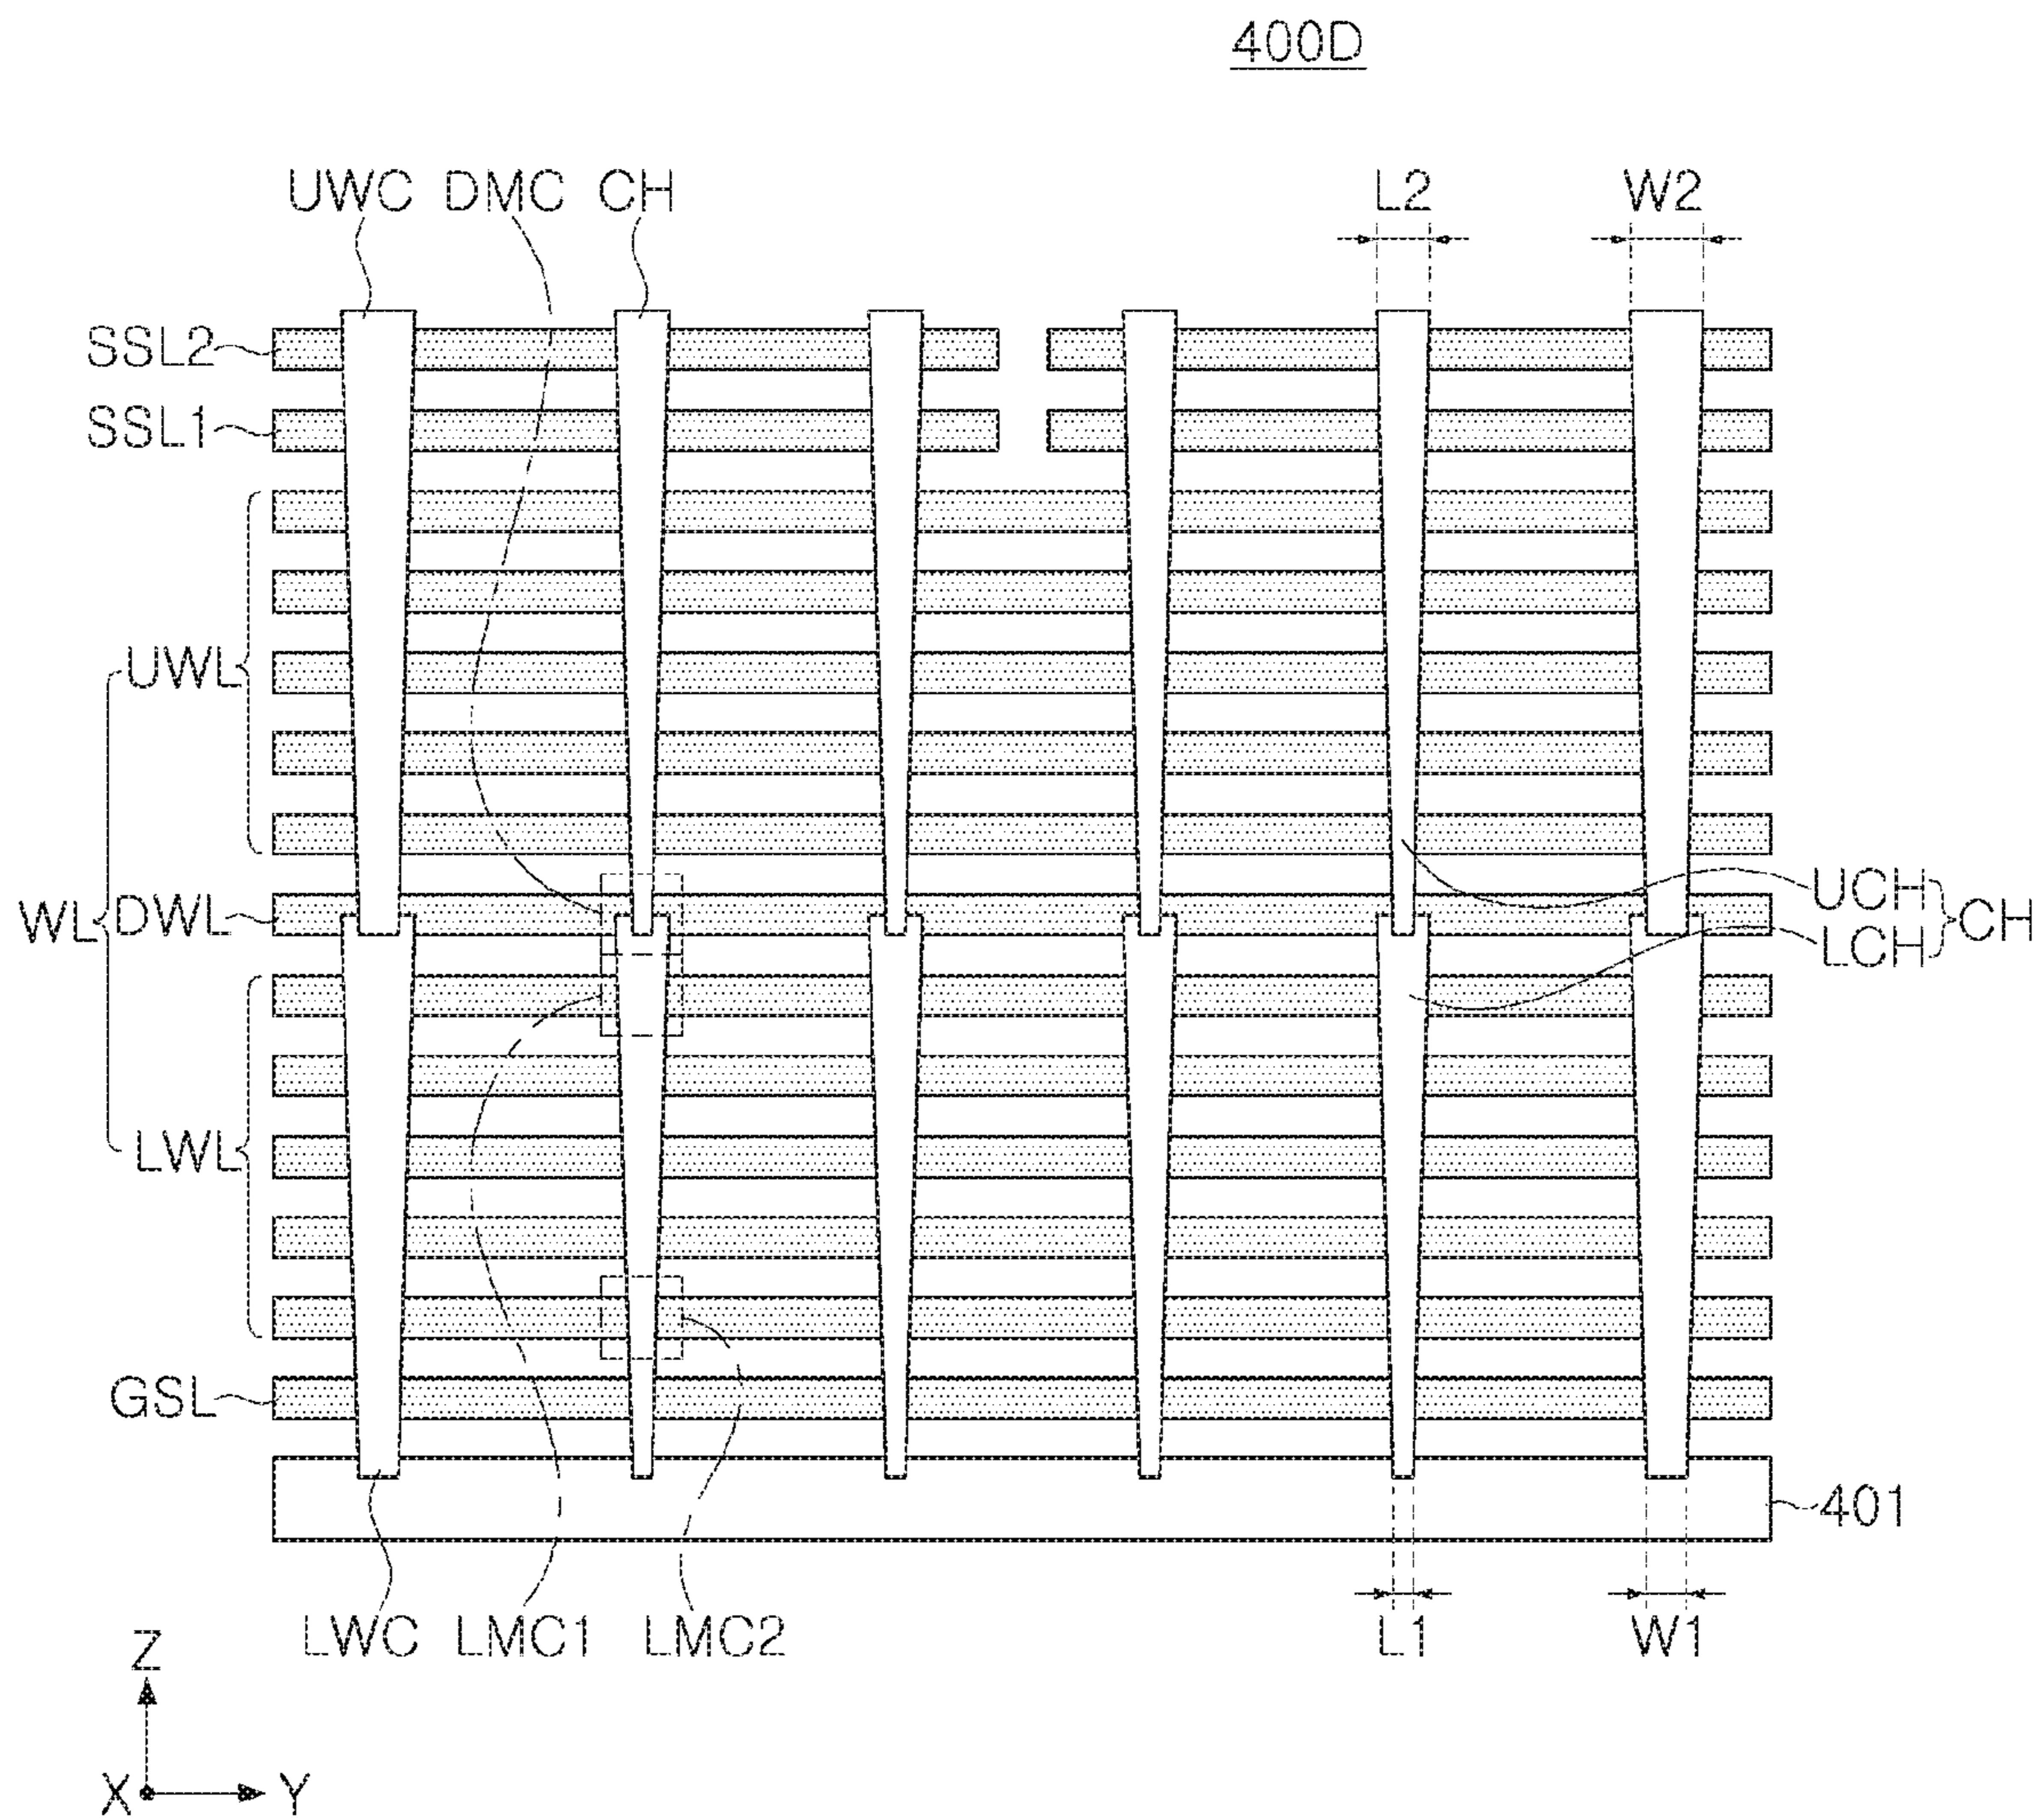 400D
UWC DMC CH L2 W2
SSL2
SSL1
UWL
WL DWL
UCH
LCH
CH
LWL
GSL
401
LWC LMC1 LMC2 L1 W1
Z
X Y